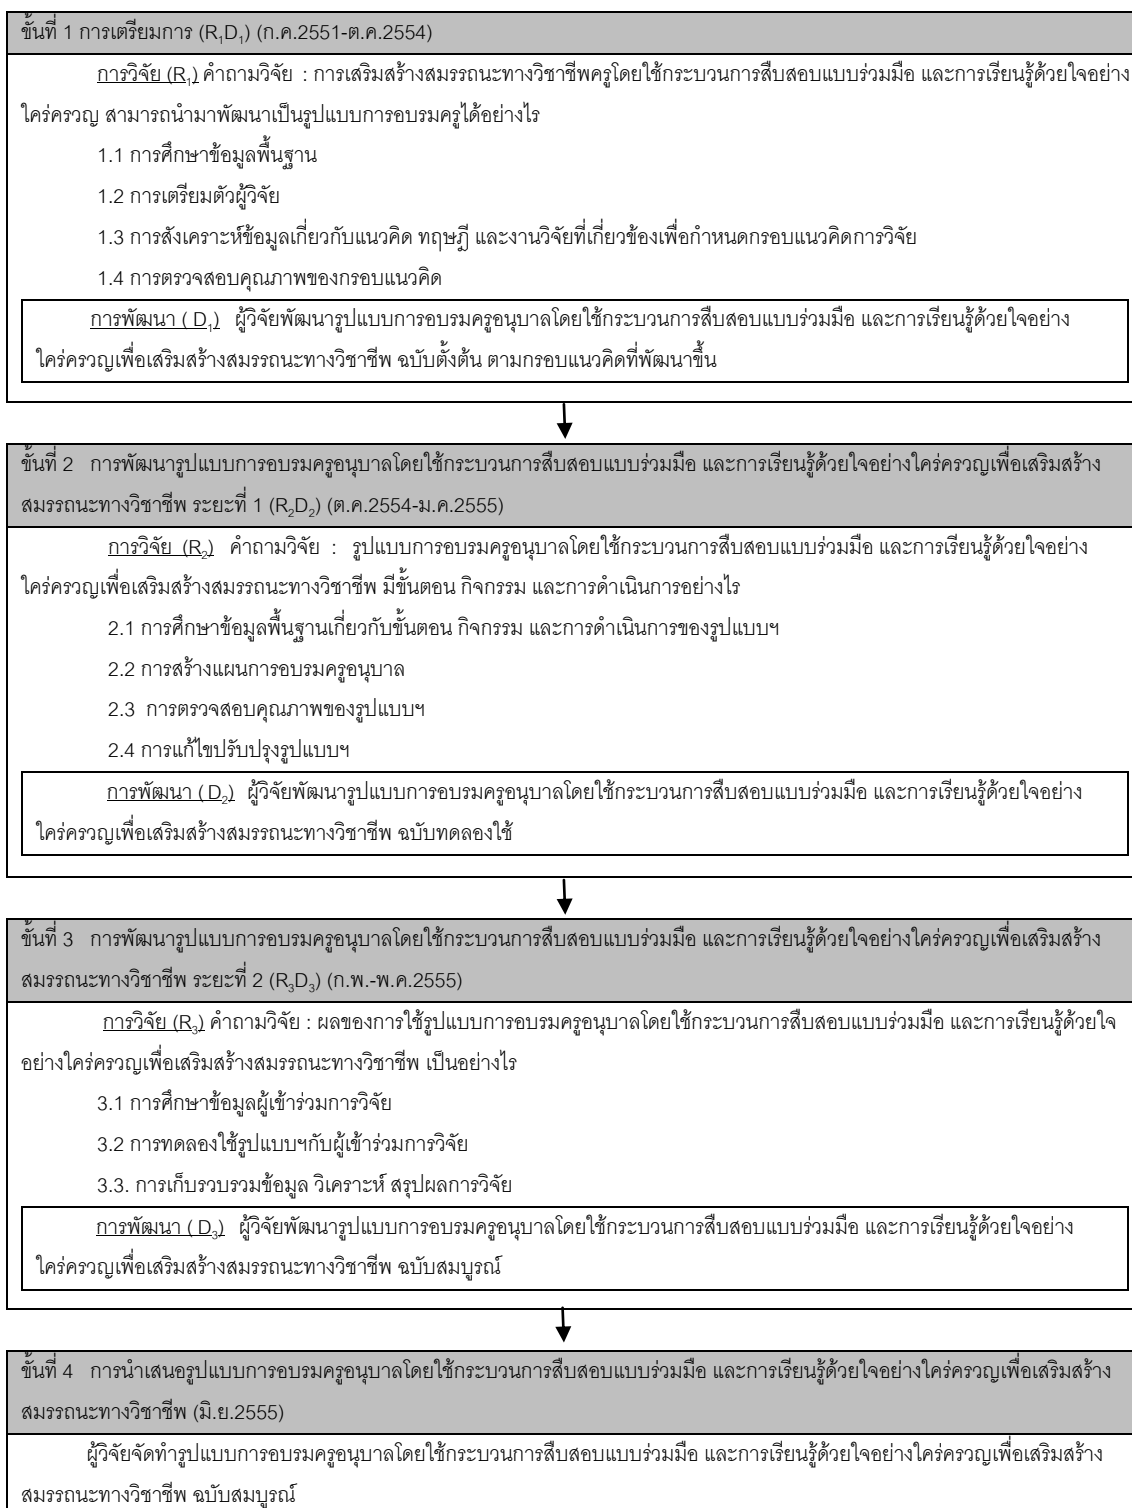 ขั้นที่ 1 การเตรียมการ (R₁D₁) (ก.ค.2551-ต.ค.2554)
การวิจัย (R₁) คำถามวิจัย : การเสริมสร้างสมรรถนะทางวิชาชีพครูโดยใช้กระบวนการสืบสอบแบบร่วมมือ และการเรียนรู้ด้วยใจอย่าง
ใคร่ครวญ สามารถนำมาพัฒนาเป็นรูปแบบการอบรมครูได้อย่างไร
1.1 การศึกษาข้อมูลพื้นฐาน
1.2 การเตรียมตัวผู้วิจัย
1.3 การสังเคราะห์ข้อมูลเกี่ยวกับแนวคิด ทฤษฎี และงานวิจัยที่เกี่ยวข้องเพื่อกำหนดกรอบแนวคิดการวิจัย
1.4 การตรวจสอบคุณภาพของกรอบแนวคิด
การพัฒนา ( D₁) ผู้วิจัยพัฒนารูปแบบการอบรมครูอนุบาลโดยใช้กระบวนการสืบสอบแบบร่วมมือ และการเรียนรู้ด้วยใจอย่าง
ใคร่ครวญเพื่อเสริมสร้างสมรรถนะทางวิชาชีพ ฉบับตั้งต้น ตามกรอบแนวคิดที่พัฒนาขึ้น
ขั้นที่ 2 การพัฒนารูปแบบการอบรมครูอนุบาลโดยใช้กระบวนการสืบสอบแบบร่วมมือ และการเรียนรู้ด้วยใจอย่างใคร่ครวญเพื่อเสริมสร้าง
สมรรถนะทางวิชาชีพ ระยะที่ 1 (R₂D₂) (ต.ค.2554-ม.ค.2555)
การวิจัย (R₂) คำถามวิจัย : รูปแบบการอบรมครูอนุบาลโดยใช้กระบวนการสืบสอบแบบร่วมมือ และการเรียนรู้ด้วยใจอย่าง
ใคร่ครวญเพื่อเสริมสร้างสมรรถนะทางวิชาชีพ มีขั้นตอน กิจกรรม และการดำเนินการอย่างไร
2.1 การศึกษาข้อมูลพื้นฐานเกี่ยวกับขั้นตอน กิจกรรม และการดำเนินการของรูปแบบฯ
2.2 การสร้างแผนการอบรมครูอนุบาล
2.3 การตรวจสอบคุณภาพของรูปแบบฯ
2.4 การแก้ไขปรับปรุงรูปแบบฯ
การพัฒนา ( D₂) ผู้วิจัยพัฒนารูปแบบการอบรมครูอนุบาลโดยใช้กระบวนการสืบสอบแบบร่วมมือ และการเรียนรู้ด้วยใจอย่าง
ใคร่ครวญเพื่อเสริมสร้างสมรรถนะทางวิชาชีพ ฉบับทดลองใช้
ขั้นที่ 3 การพัฒนารูปแบบการอบรมครูอนุบาลโดยใช้กระบวนการสืบสอบแบบร่วมมือ และการเรียนรู้ด้วยใจอย่างใคร่ครวญเพื่อเสริมสร้าง
สมรรถนะทางวิชาชีพ ระยะที่ 2 (R₃D₃) (ก.พ.-พ.ค.2555)
การวิจัย (R₃) คำถามวิจัย : ผลของการใช้รูปแบบการอบรมครูอนุบาลโดยใช้กระบวนการสืบสอบแบบร่วมมือ และการเรียนรู้ด้วยใจ
อย่างใคร่ครวญเพื่อเสริมสร้างสมรรถนะทางวิชาชีพ เป็นอย่างไร
3.1 การศึกษาข้อมูลผู้เข้าร่วมการวิจัย
3.2 การทดลองใช้รูปแบบฯกับผู้เข้าร่วมการวิจัย
3.3. การเก็บรวบรวมข้อมูล วิเคราะห์ สรุปผลการวิจัย
การพัฒนา ( D₃) ผู้วิจัยพัฒนารูปแบบการอบรมครูอนุบาลโดยใช้กระบวนการสืบสอบแบบร่วมมือ และการเรียนรู้ด้วยใจอย่าง
ใคร่ครวญเพื่อเสริมสร้างสมรรถนะทางวิชาชีพ ฉบับสมบูรณ์
ขั้นที่ 4 การนำเสนอรูปแบบการอบรมครูอนุบาลโดยใช้กระบวนการสืบสอบแบบร่วมมือ และการเรียนรู้ด้วยใจอย่างใคร่ครวญเพื่อเสริมสร้าง
สมรรถนะทางวิชาชีพ (มิ.ย.2555)
ผู้วิจัยจัดทำรูปแบบการอบรมครูอนุบาลโดยใช้กระบวนการสืบสอบแบบร่วมมือ และการเรียนรู้ด้วยใจอย่างใคร่ครวญเพื่อเสริมสร้าง
สมรรถนะทางวิชาชีพ ฉบับสมบูรณ์